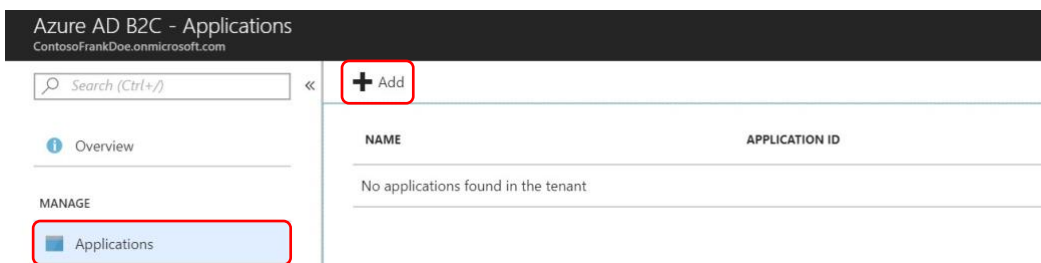 Azure AD B2C - Applications
ContosoFrankDoe.onmicrosoft.com
Search (Ctrl+/)
«
+ Add
Overview
NAME
APPLICATION ID
No applications found in the tenant
MANAGE
Applications